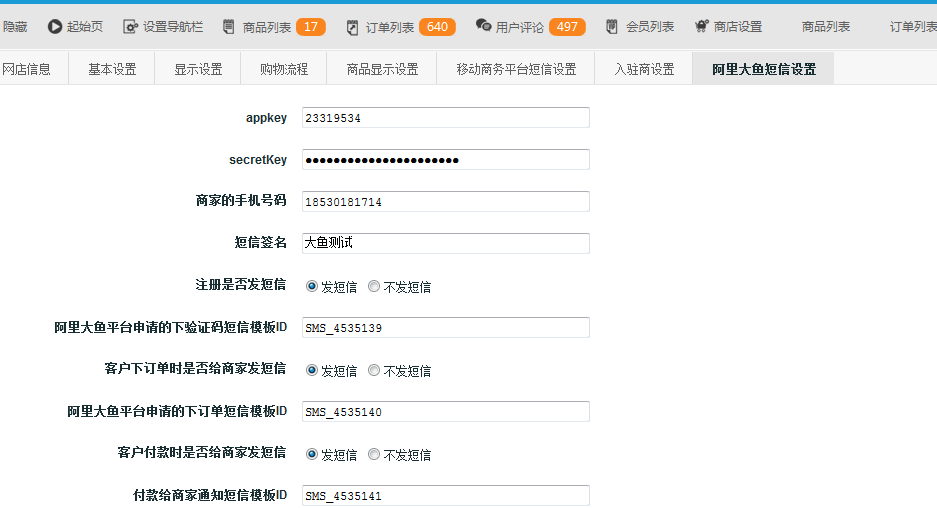 隐藏 起始页 设置导航栏 商品列表 17 订单列表 640 用户评论 497 会员列表 商店设置 商品列表 订单列表
网店信息 基本设置 显示设置 购物流程 商品显示设置 移动商务平台短信设置 入驻商设置 阿里大鱼短信设置
appkey 23319534
secretKey ●●●●●●●●●●●●●●●●●●●●●●
商家的手机号码 18530181714
短信签名 大鱼测试
注册是否发短信 发短信 不发短信
阿里大鱼平台申请的下验证码短信模板ID SMS_4535139
客户下订单时是否给商家发短信 发短信 不发短信
阿里大鱼平台申请的下订单短信模板ID SMS_4535140
客户付款时是否给商家发短信 发短信 不发短信
付款给商家通知短信模板ID SMS_4535141